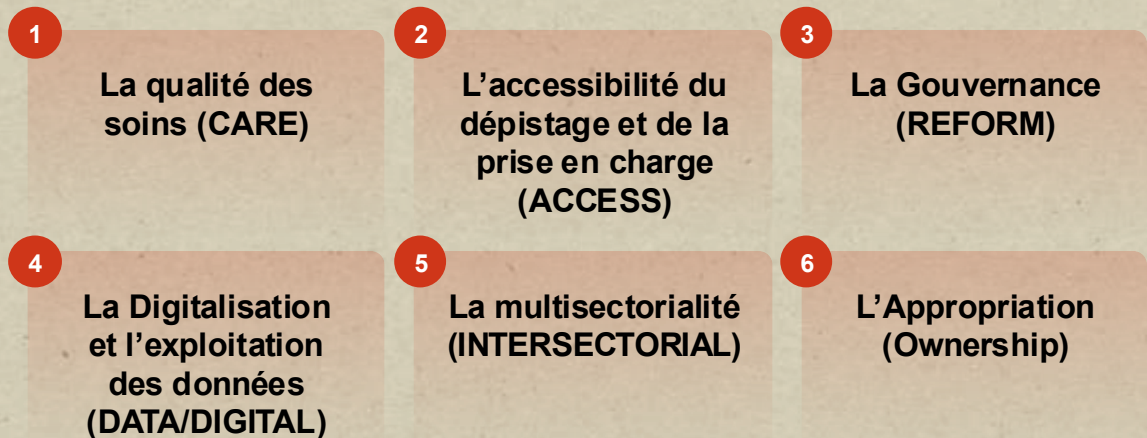 1
La qualité des
soins (CARE)
2
L’accessibilité du
dépistage et de la
prise en charge
(ACCESS)
3
La Gouvernance
(REFORM)
4
La Digitalisation
et l’exploitation
des données
(DATA/DIGITAL)
5
La multisectorialité
(INTERSECTORIAL)
6
L’Appropriation
(Ownership)